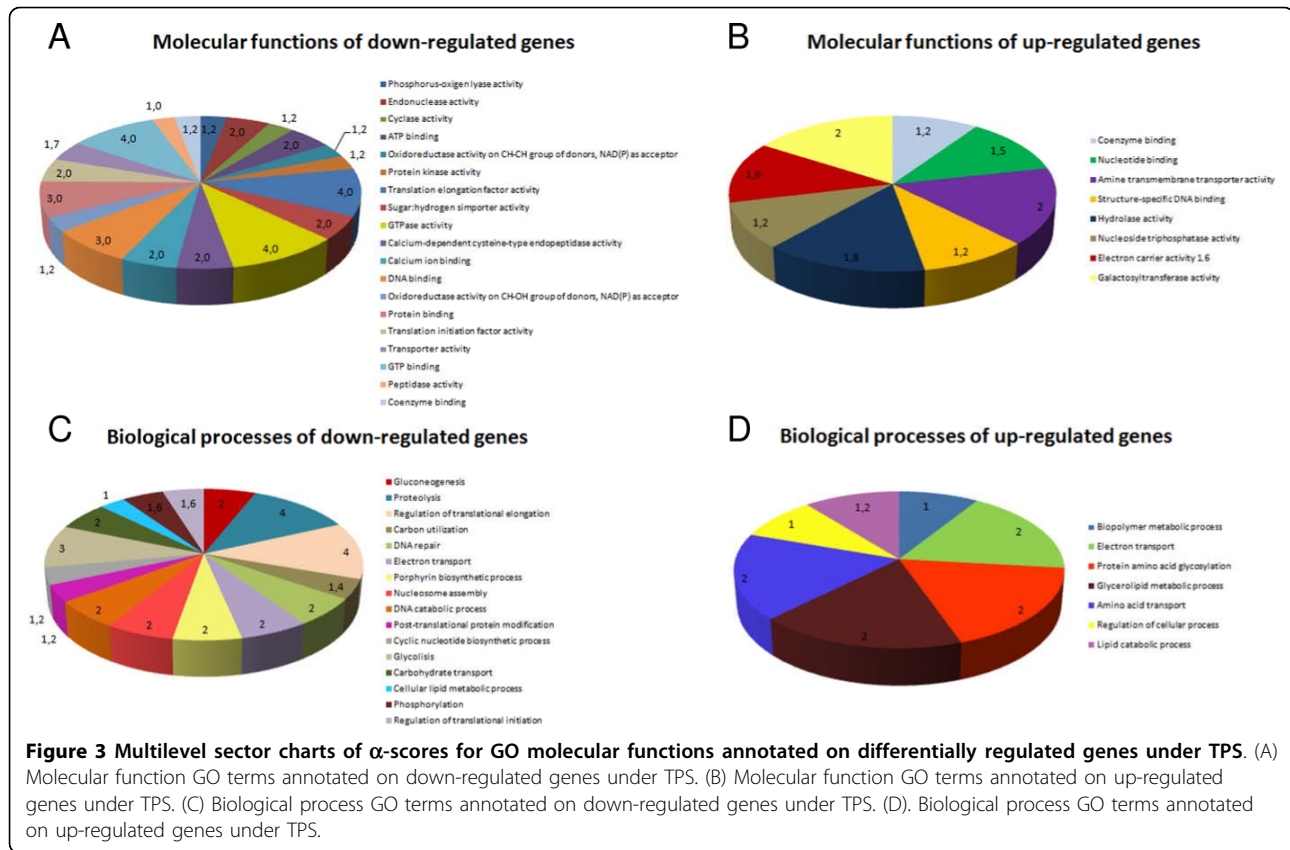 A
Molecular functions of down-regulated genes
1,2
1,2
2,0
1,2
2,0
1,2
1,2
4,0
2,0
4,0
2,0
2,0
3,0
1,2
3,0
2,0
1,7
4,0
1,0
Phosphorus-oxigen lyase activity
Endonuclease activity
Cyclase activity
ATP binding
Oxidoreductase activity on CH-CH group of donors, NAD(P) as acceptor
Protein kinase activity
Translation elongation factor activity
Sugar:hydrogen simporter activity
GTPase activity
Calcium-dependent cysteine-type endopeptidase activity
Calcium ion binding
DNA binding
Oxidoreductase activity on CH-OH group of donors, NAD(P) as acceptor
Protein binding
Translation initiation factor activity
Transporter activity
GTP binding
Peptidase activity
Coenzyme binding
B
Molecular functions of up-regulated genes
1,2
1,5
2
1,2
1,8
1,2
1,6
2
Coenzyme binding
Nucleotide binding
Amine transmembrane transporter activity
Structure-specific DNA binding
Hydrolase activity
Nucleoside triphosphatase activity
Electron carrier activity 1.6
Galactosyltransferase activity
C
Biological processes of down-regulated genes
2
4
4
1,4
2
2
2
2
2
1,2
1,2
3
2
1
1,6
1,6
Gluconeogenesis
Proteolysis
Regulation of translational elongation
Carbon utilization
DNA repair
Electron transport
Porphyrin biosynthetic process
Nucleosome assembly
DNA catabolic process
Post-translational protein modification
Cyclic nucleotide biosynthetic process
Glycolisis
Carbohydrate transport
Cellular lipid metabolic process
Phosphorylation
Regulation of translational initiation
D
Biological processes of up-regulated genes
1
2
2
2
2
1
1,2
Biopolymer metabolic process
Electron transport
Protein amino acid glycosylation
Glycerolipid metabolic process
Amino acid transport
Regulation of cellular process
Lipid catabolic process
Figure 3 Multilevel sector charts of α-scores for GO molecular functions annotated on differentially regulated genes under TPS. (A)
Molecular function GO terms annotated on down-regulated genes under TPS. (B) Molecular function GO terms annotated on up-regulated
genes under TPS. (C) Biological process GO terms annotated on down-regulated genes under TPS. (D). Biological process GO terms annotated
on up-regulated genes under TPS.